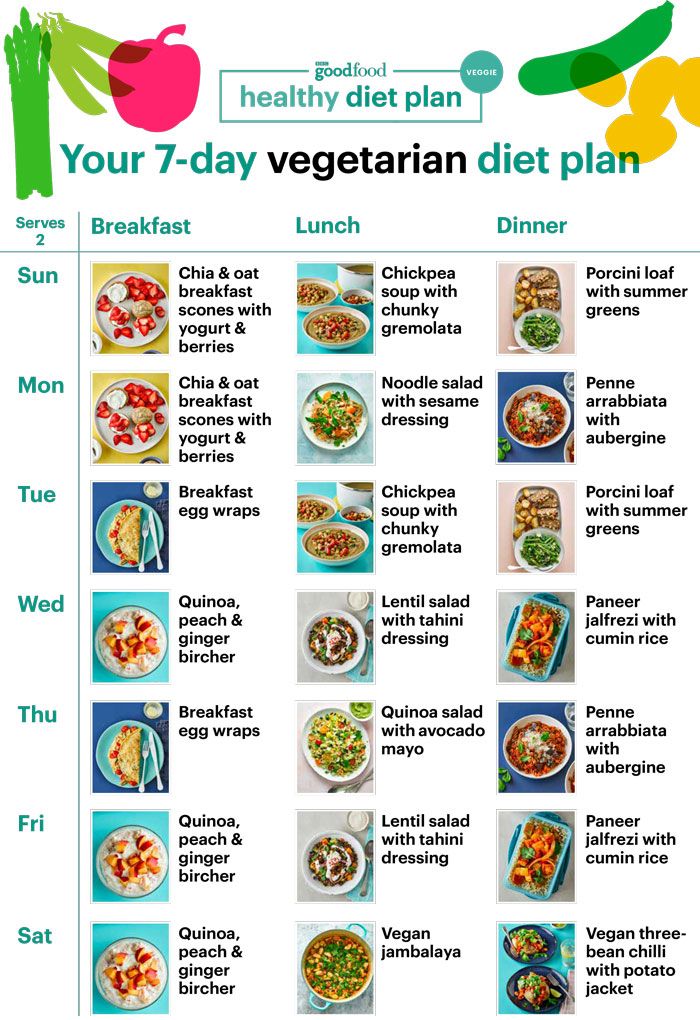 BBC
goodfood
VEGGIE
healthy diet plan
Your 7-day vegetarian diet plan
Serves
2
Breakfast
Lunch
Dinner
Sun
Chia & oat
breakfast
scones with
yogurt &
berries
Chickpea
soup with
chunky
gremolata
Porcini loaf
with summer
greens
Mon
Chia & oat
breakfast
scones with
yogurt &
berries
Noodle salad
with sesame
dressing
Penne
arrabbiata
with
aubergine
Tue
Breakfast
egg wraps
Chickpea
soup with
chunky
gremolata
Porcini loaf
with summer
greens
Wed
Quinoa,
peach &
ginger
bircher
Lentil salad
with tahini
dressing
Paneer
jalfrezi with
cumin rice
Thu
Breakfast
egg wraps
Quinoa salad
with avocado
mayo
Penne
arrabbiata
with
aubergine
Fri
Quinoa,
peach &
ginger
bircher
Lentil salad
with tahini
dressing
Paneer
jalfrezi with
cumin rice
Sat
Quinoa,
peach &
ginger
bircher
Vegan
jambalaya
Vegan three-
bean chilli
with potato
jacket